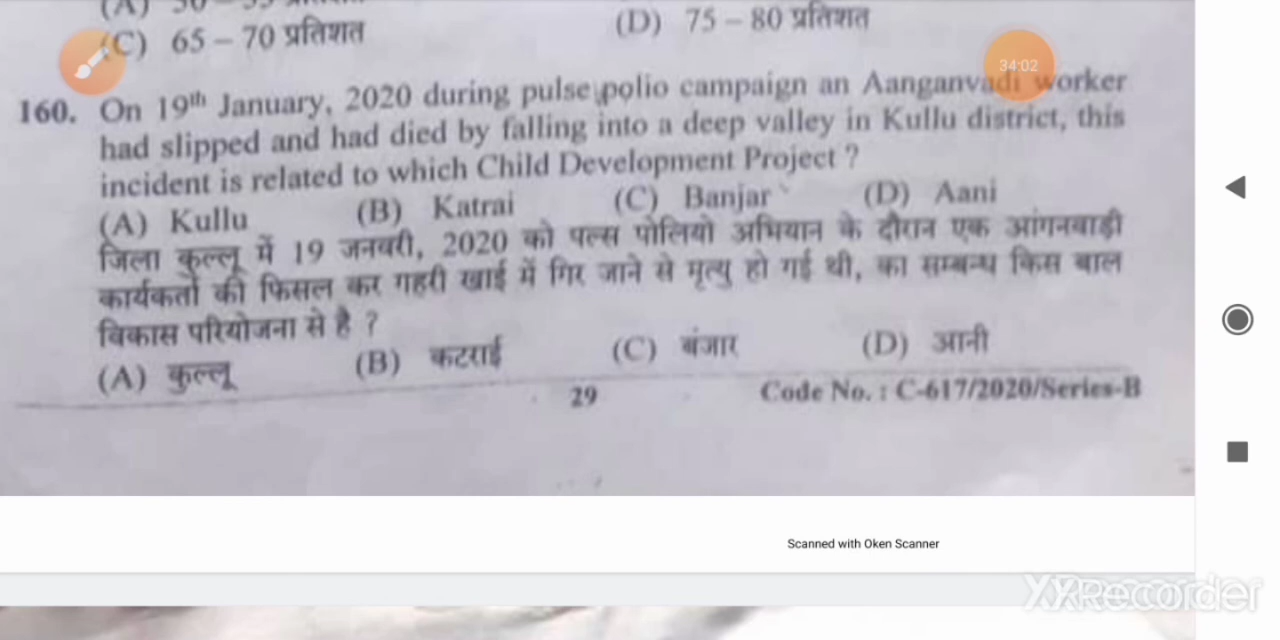 (C) 65 – 70 प्रतिशत (D) 75 – 80 प्रतिशत
34:02
160. On 19th January, 2020 during pulse polio campaign an Aanganvadi worker
had slipped and had died by falling into a deep valley in Kullu district, this
incident is related to which Child Development Project ?
(A) Kullu (B) Katrai (C) Banjar (D) Aani
जिला कुल्लू में 19 जनवरी, 2020 को पल्स पोलियो अभियान के दौरान एक आंगनबाड़ी
कार्यकर्ता की फिसल कर गहरी खाई में गिर जाने से मृत्यु हो गई थी, का सम्बन्ध किस बाल
विकास परियोजना से है ?
(A) कुल्लू (B) कटराई (C) बंजार (D) आनी
29 Code No. : C-617/2020/Series-B
Scanned with Oken Scanner
XRecorder